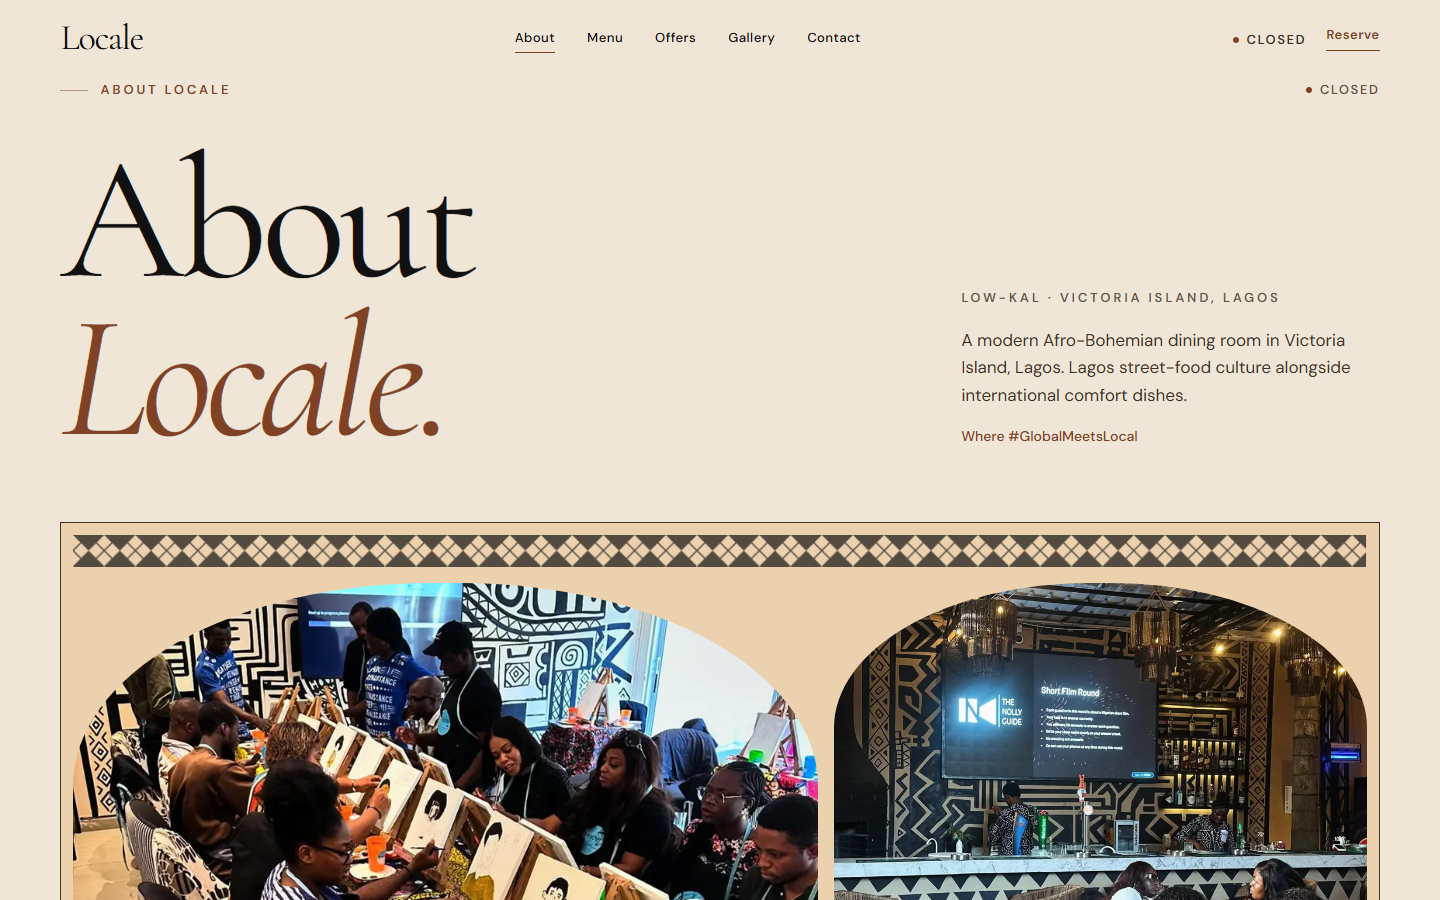 Locale
About
Menu
Offers
Gallery
Contact
CLOSED
Reserve
ABOUT LOCALE
CLOSED
About
Locale.
LOW-KAL · VICTORIA ISLAND, LAGOS
A modern Afro-Bohemian dining room in Victoria
Island, Lagos. Lagos street-food culture alongside
international comfort dishes.
Where #GlobalMeetsLocal
THE
NOLLY
GUIDE
Short Film Round